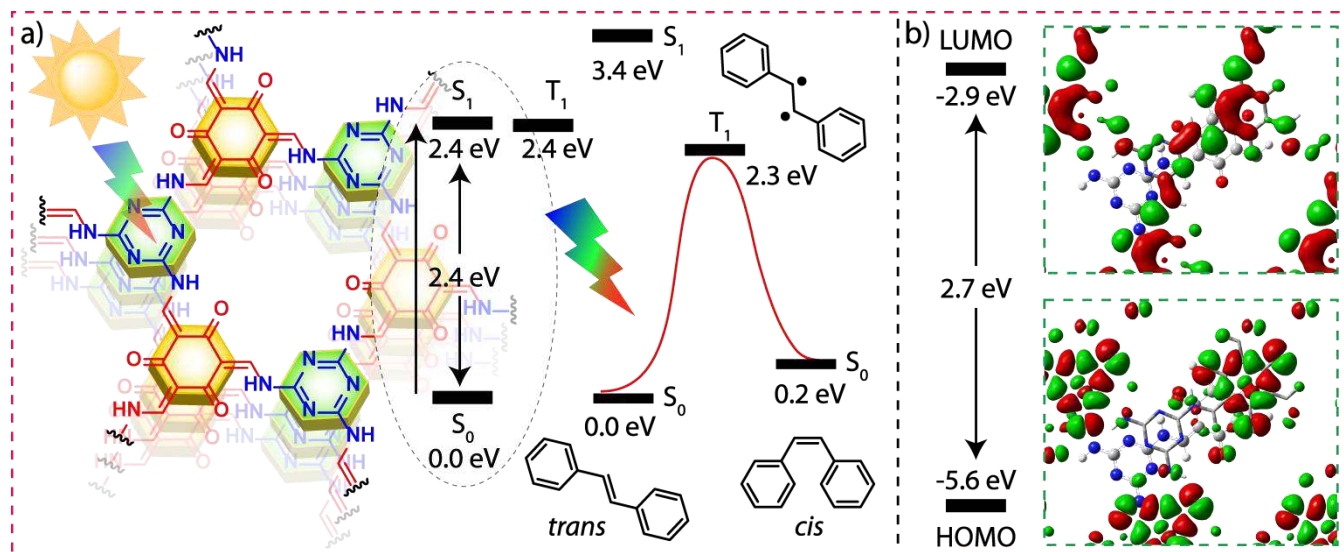 a)
NH
O
O
O
HN
N
N
N
NH
HN
NH
N
N
N
NH
NH
HN
O
O
O
NH
O
O
O
HN
N
N
N
NH
HN
NH
S₁
2.4 eV
T₁
2.4 eV
2.4 eV
S₀
0.0 eV
S₁
3.4 eV
T₁
2.3 eV
S₀
0.0 eV
S₀
0.2 eV
trans
cis
b)
LUMO
-2.9 eV
2.7 eV
-5.6 eV
HOMO